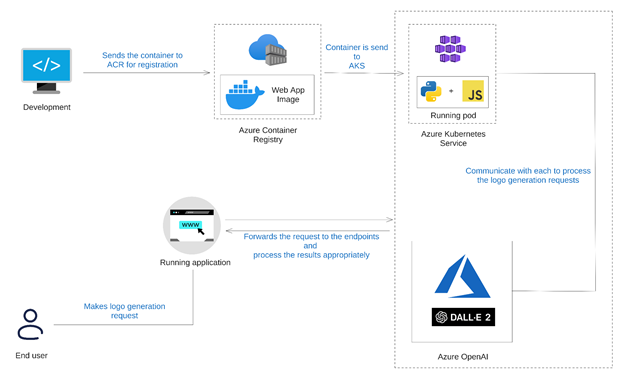 Sends the container to
ACR for registration
Development
Web App
Image
Azure Container
Registry
Container is send
to
AKS
+
JS
Running pod
Azure Kubernetes
Service
Communicate with each to process
the logo generation requests
www
Running application
Forwards the request to the endpoints
and
process the results appropriately
Makes logo generation
request
End user
DALL·E 2
Azure OpenAI